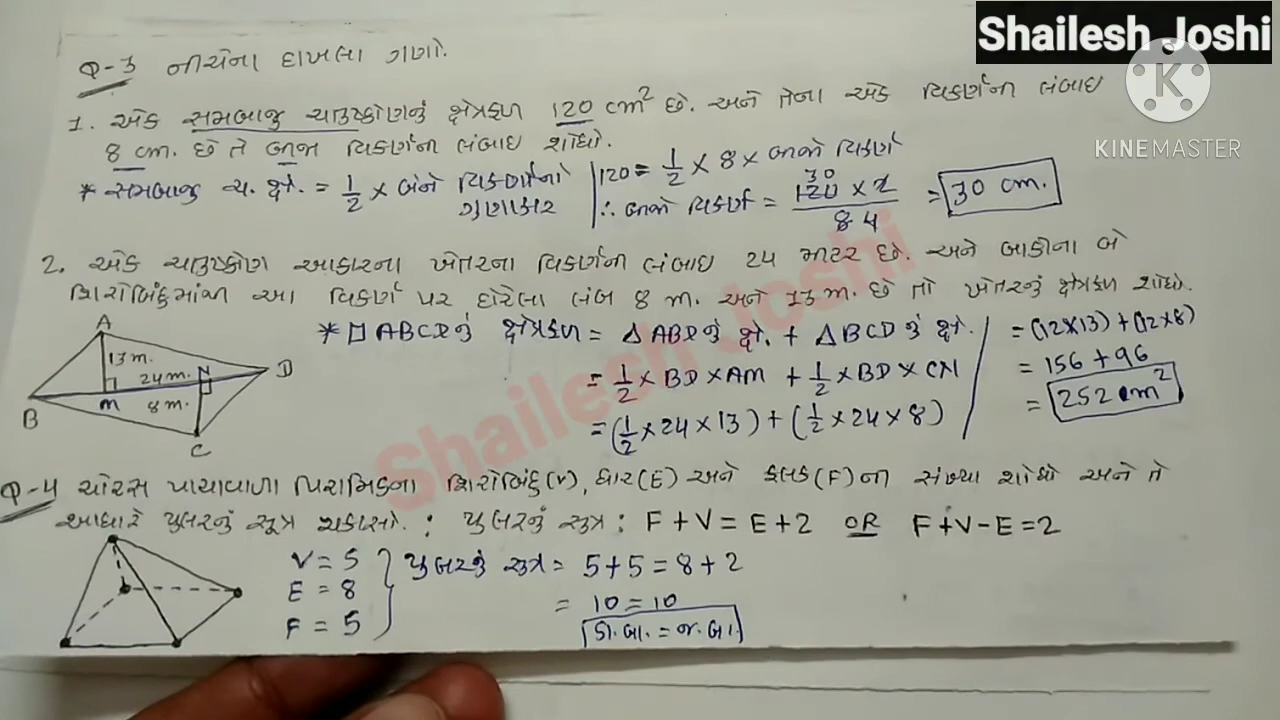 Shailesh Joshi
KINEMASTER
Q-3 નીચેના દાખલા ગણો.
1. એક સમબાજુ ચતુષ્કોણનું ક્ષેત્રફળ 120 cm² છે. અને તેના એક વિકર્ણની લંબાઇ
8 cm. છે તો બીજા વિકર્ણની લંબાઇ શોધો.
* સમબાજુ ચ. ક્ષે. = 1/2 × બંને વિકર્ણોનો ગુણાકાર
120 = 1/2 × 8 × બીજો વિકર્ણ
∴ બીજો વિકર્ણ = 120 × 2 / 8 = 30 cm.
30
4
2. એક ચતુષ્કોણ આકારના ખેતરના વિકર્ણની લંબાઇ 24 મીટર છે. અને બાકીના બે
શિરોબિંદુમાંથી આ વિકર્ણ પર દોરેલા લંબ 8 m. અને 13 m. છે તો ખેતરનું ક્ષેત્રફળ શોધો.
A
13 m.
24 m.
N
D
B
M
8 m.
C
* □ ABCD નું ક્ષેત્રફળ = △ ABD નું ક્ષે. + △ BCD નું ક્ષે.
= 1/2 × BD × AM + 1/2 × BD × CN
= (1/2 × 24 × 13) + (1/2 × 24 × 8)
= (12×13) + (12×8)
= 156 + 96
= 252 m²
Shailesh Joshi
Q-4 ચોરસ પાયાવાળા પિરામિડના શિરોબિંદુ (V), ધાર (E) અને ફલક (F) ની સંખ્યા શોધો અને તે
આધારે યુલરનું સૂત્ર ચકાસો. : યુલરનું સૂત્ર : F + V = E + 2 OR F + V - E = 2
V = 5
E = 8
F = 5
યુલરનું સુત્ર = 5 + 5 = 8 + 2
= 10 = 10
ડા. બા. = જ. બા.